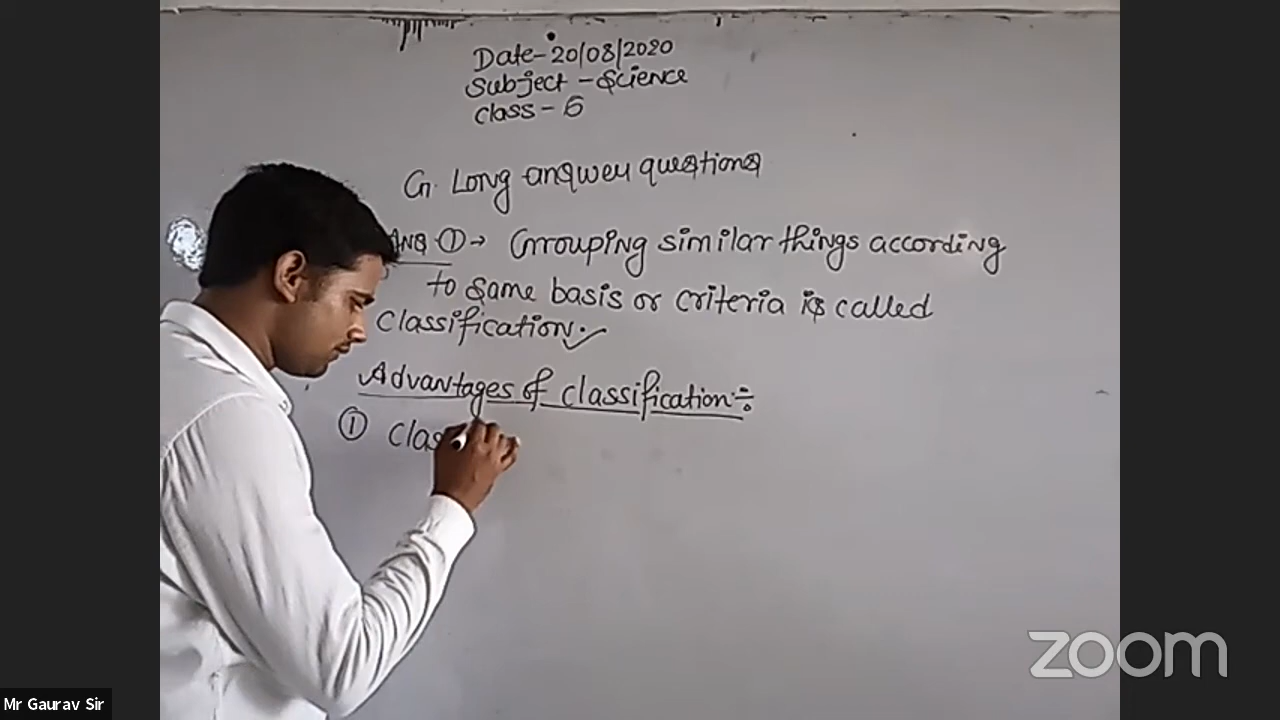 Date-20/08/2020
Subject-Science
Class-6
G. Long answer questions
Ans ①→ Grouping similar things according
to same basis or criteria is called
Classification.
Advantages of classification:-
① Clas
zoom
Mr Gaurav Sir